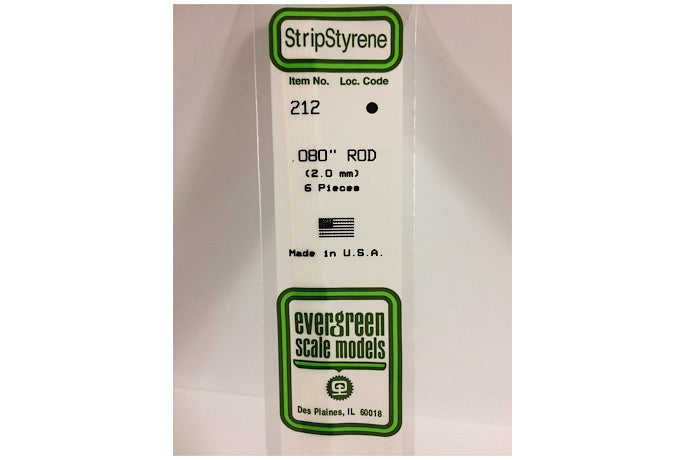 StripStyrene
Item No. Loc. Code
212
.080" ROD
(2.0 mm)
6 Pieces
Made in U.S.A.
evergreen
scale models
Des Plaines, IL 60018